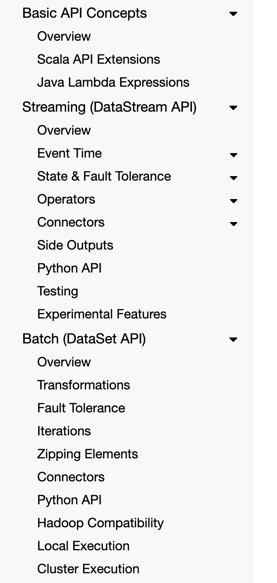 Basic API Concepts
Overview
Scala API Extensions
Java Lambda Expressions
Streaming (DataStream API)
Overview
Event Time
State & Fault Tolerance
Operators
Connectors
Side Outputs
Python API
Testing
Experimental Features
Batch (DataSet API)
Overview
Transformations
Fault Tolerance
Iterations
Zipping Elements
Connectors
Python API
Hadoop Compatibility
Local Execution
Cluster Execution